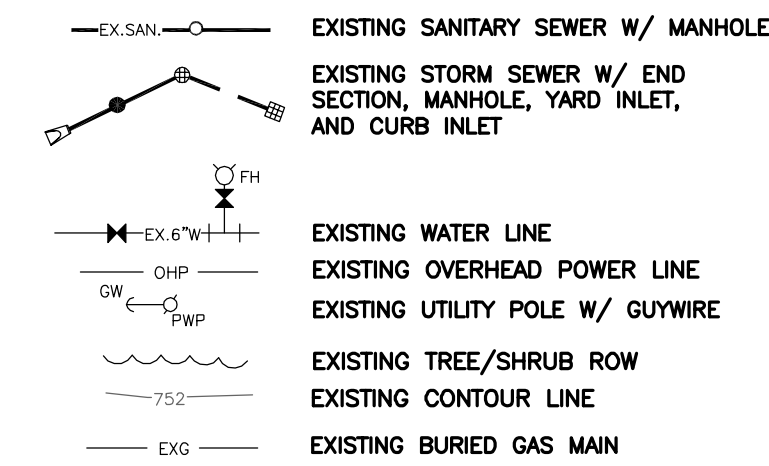 EX.SAN. EXISTING SANITARY SEWER W/ MANHOLE
EXISTING STORM SEWER W/ END
SECTION, MANHOLE, YARD INLET,
AND CURB INLET
FH
EX.6"W EXISTING WATER LINE
OHP EXISTING OVERHEAD POWER LINE
GW
PWP
EXISTING UTILITY POLE W/ GUYWIRE
EXISTING TREE/SHRUB ROW
752 EXISTING CONTOUR LINE
EXG EXISTING BURIED GAS MAIN